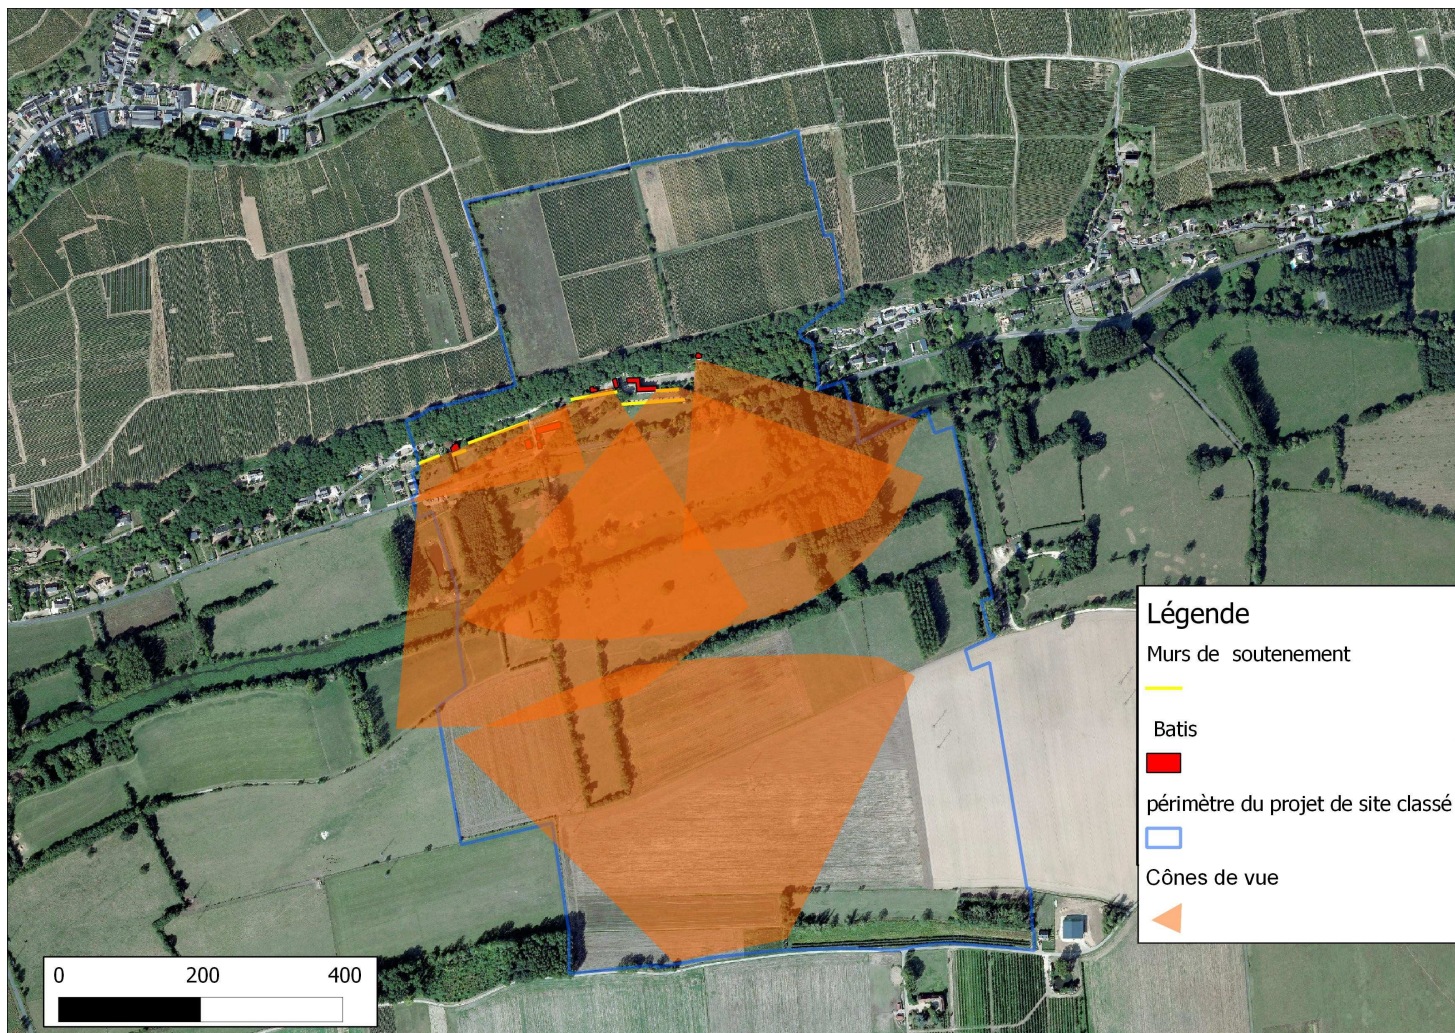 Légende
Murs de soutenement
Batis
périmètre du projet de site classé
Cônes de vue
0 200 400